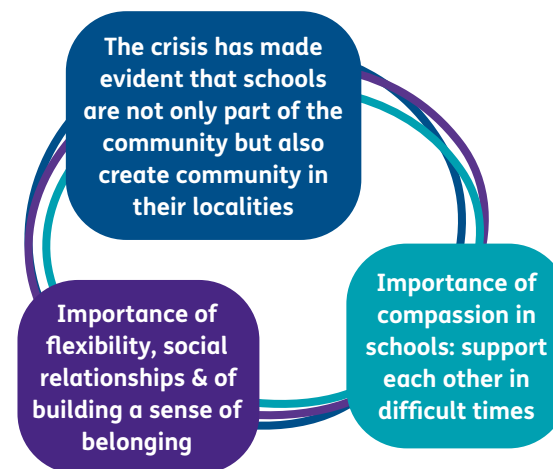 The crisis has made
evident that schools
are not only part of the
community but also
create community in
their localities
Importance of
flexibility, social
relationships & of
building a sense of
belonging
Importance of
compassion in
schools: support
each other in
difficult times